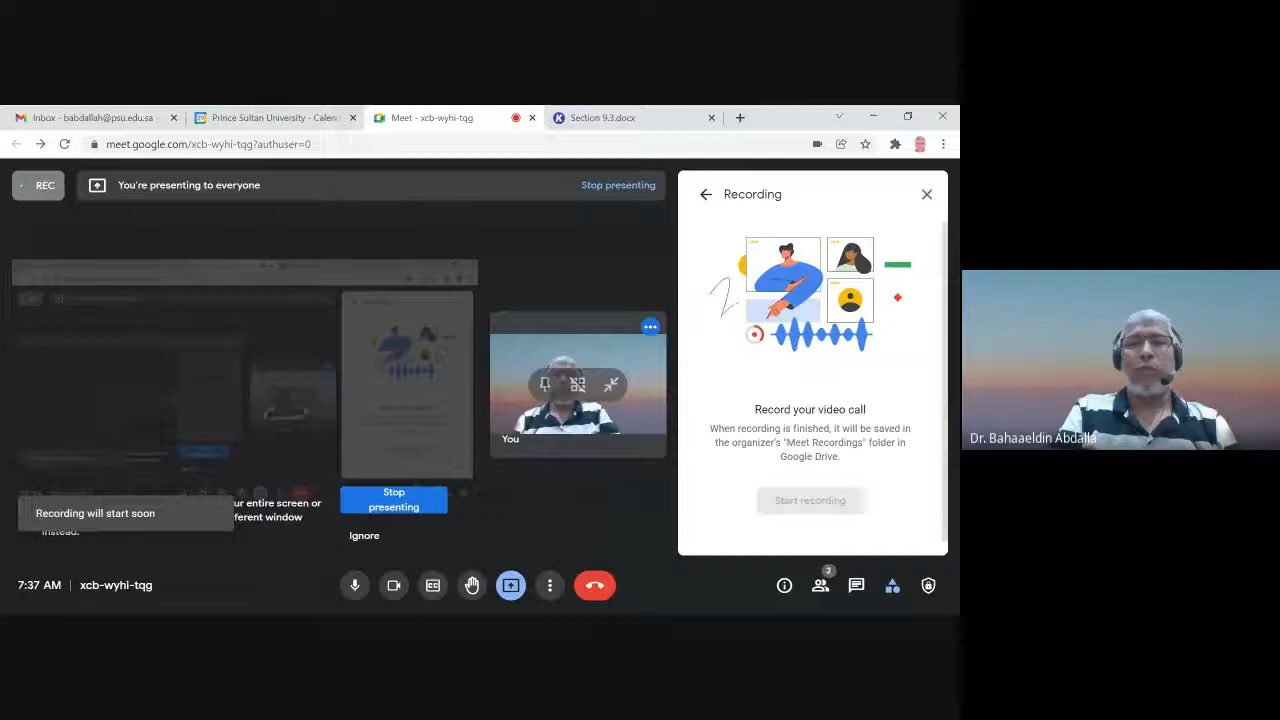 Inbox - babdallah@psu.edu.sa -
Prince Sultan University - Calen
Meet - xcb-wyhi-tqg
Section 9.3.docx
meet.google.com/xcb-wyhi-tqg?authuser=0
REC
You're presenting to everyone
Stop presenting
Recording
Record your video call
When recording is finished, it will be saved
in the organizer's "Meet Recordings" folder in
Google Drive.
Start recording
You
Dr. Bahaaeldin Abdalla
Recording will start soon
ur entire screen or
ferent window
instead.
Stop
presenting
Ignore
7:37 AM
xcb-wyhi-tqg
CC
2